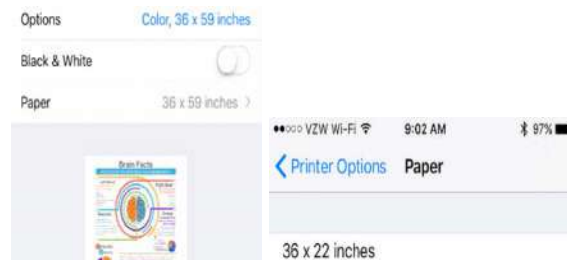 Options Color, 36 x 59 inches
Black & White
Paper 36 x 59 inches >
Brain Facts
●●○○○ VZW Wi-Fi 9:02 AM 97%
< Printer Options Paper
36 x 22 inches